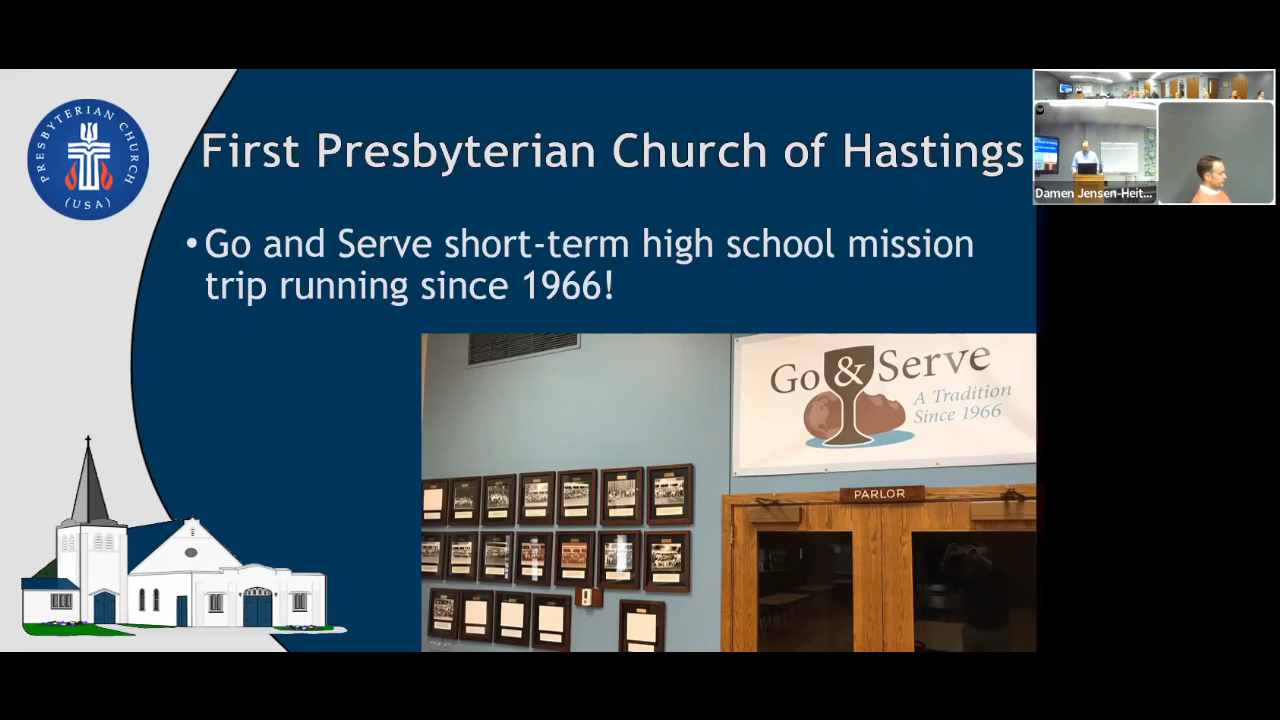 PRESBYTERIAN CHURCH
(USA)
First Presbyterian Church of Hastings
• Go and Serve short-term high school mission
trip running since 1966!
Go & Serve
A Tradition
Since 1966
PARLOR
Damen Jensen-Heit...